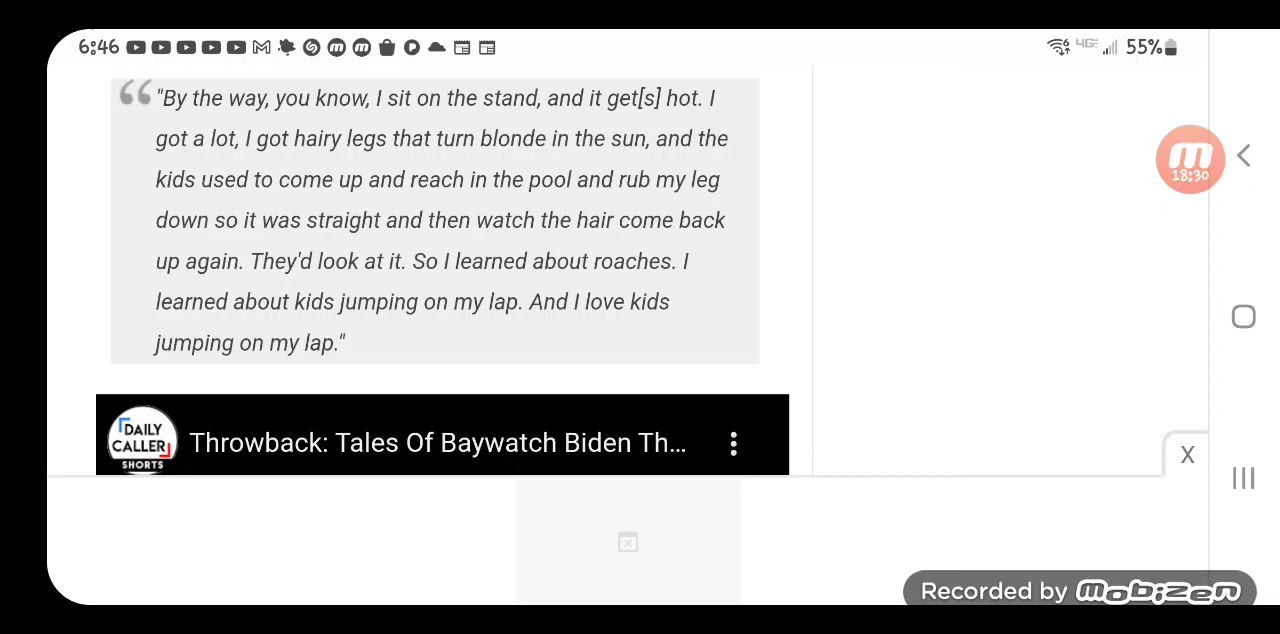 6:46
4GE 55%
"By the way, you know, I sit on the stand, and it get[s] hot. I
got a lot, I got hairy legs that turn blonde in the sun, and the
kids used to come up and reach in the pool and rub my leg
down so it was straight and then watch the hair come back
up again. They'd look at it. So I learned about roaches. I
learned about kids jumping on my lap. And I love kids
jumping on my lap."
18:30
DAILY
CALLER
SHORTS
Throwback: Tales Of Baywatch Biden Th...
X
Recorded by mobizen